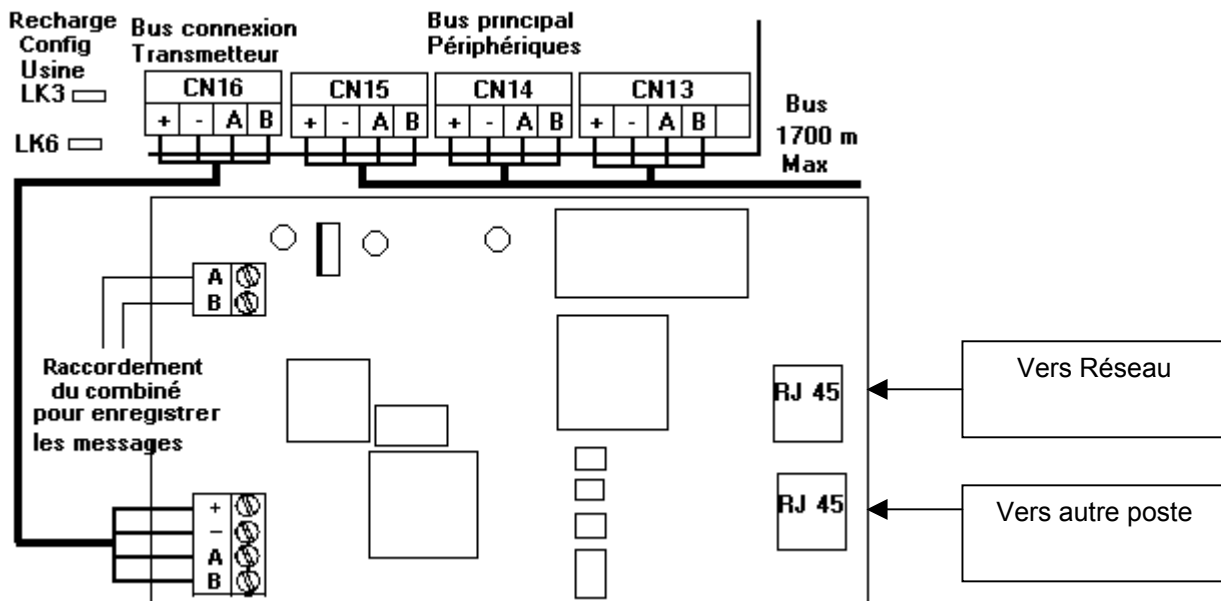 Recharge
Config
Usine
LK3
LK6
Bus connexion
Transmetteur
Bus principal
Périphériques
CN16
+ - A B
CN15
+ - A B
CN14
+ - A B
CN13
+ - A B
Bus
1700 m
Max
A
B
Raccordement
du combiné
pour enregistrer
les messages
+
-
A
B
RJ 45
Vers Réseau
RJ 45
Vers autre poste